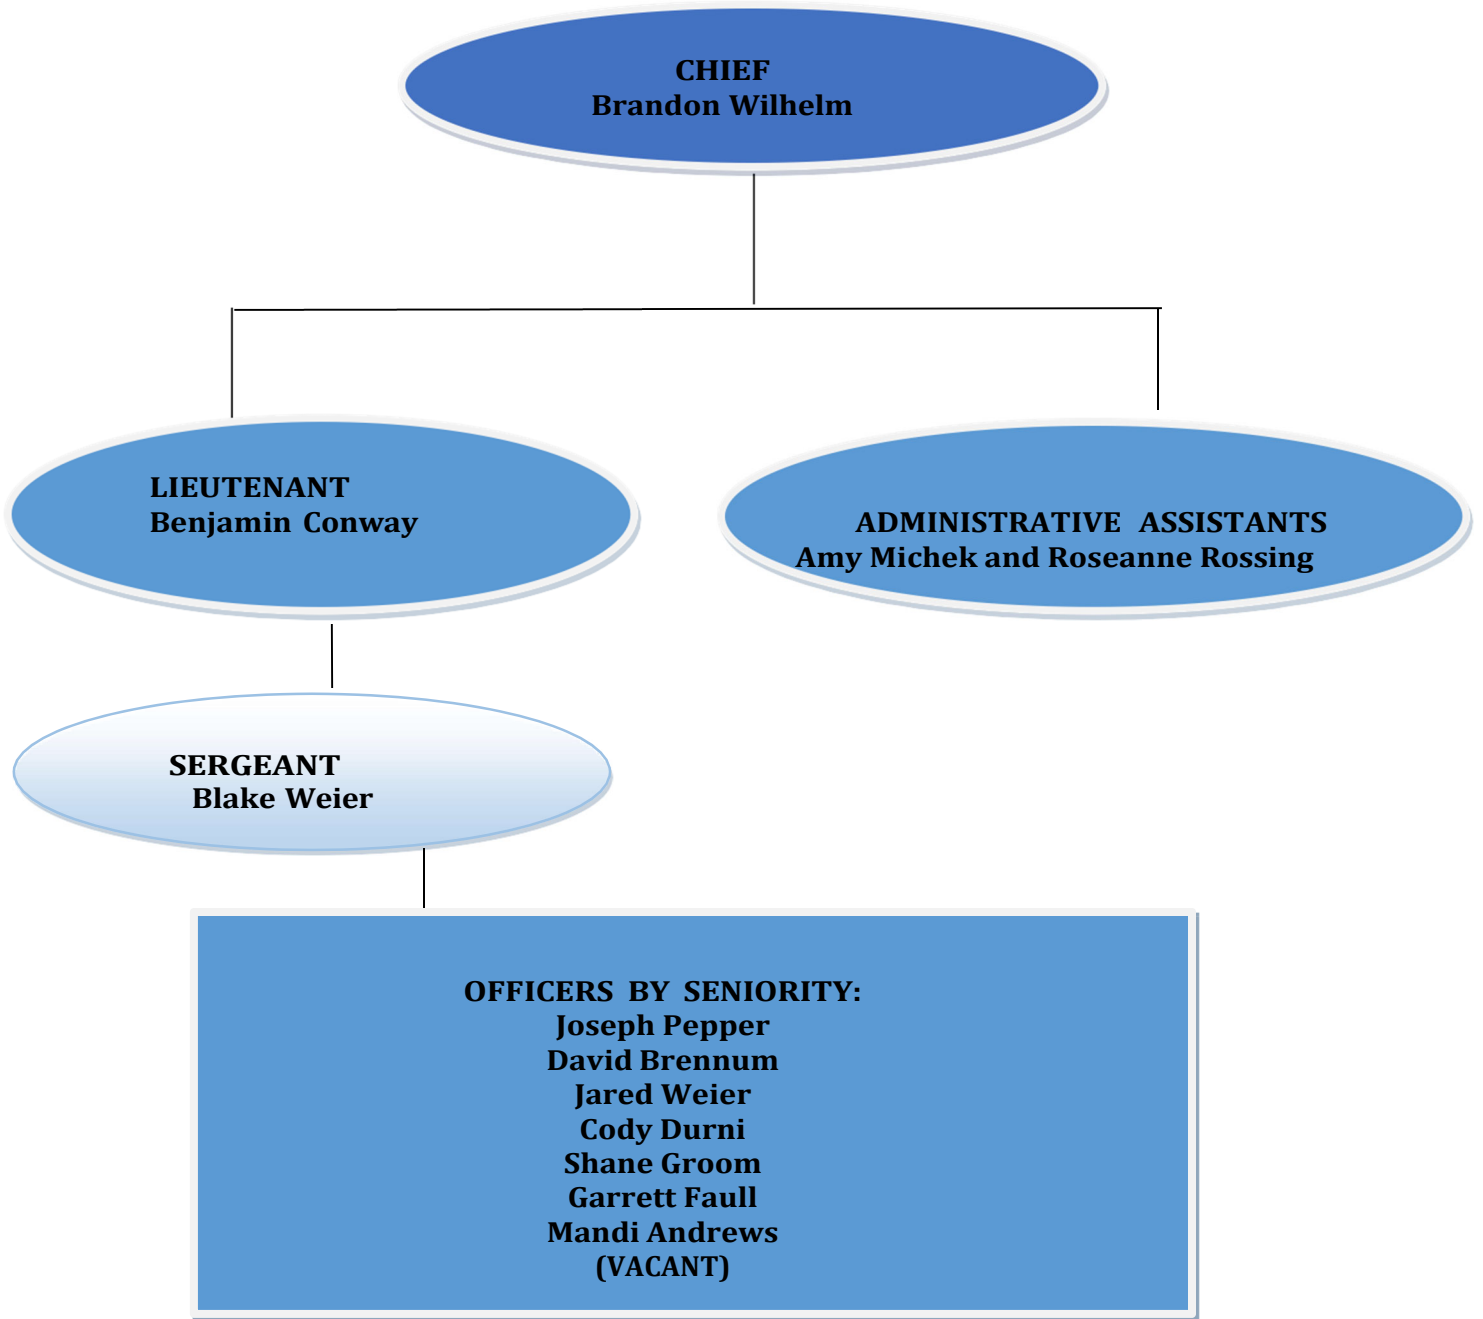 CHIEF
Brandon Wilhelm
LIEUTENANT
Benjamin Conway
ADMINISTRATIVE ASSISTANTS
Amy Michek and Roseanne Rossing
SERGEANT
Blake Weier
OFFICERS BY SENIORITY:
Joseph Pepper
David Brennum
Jared Weier
Cody Durni
Shane Groom
Garrett Faull
Mandi Andrews
(VACANT)